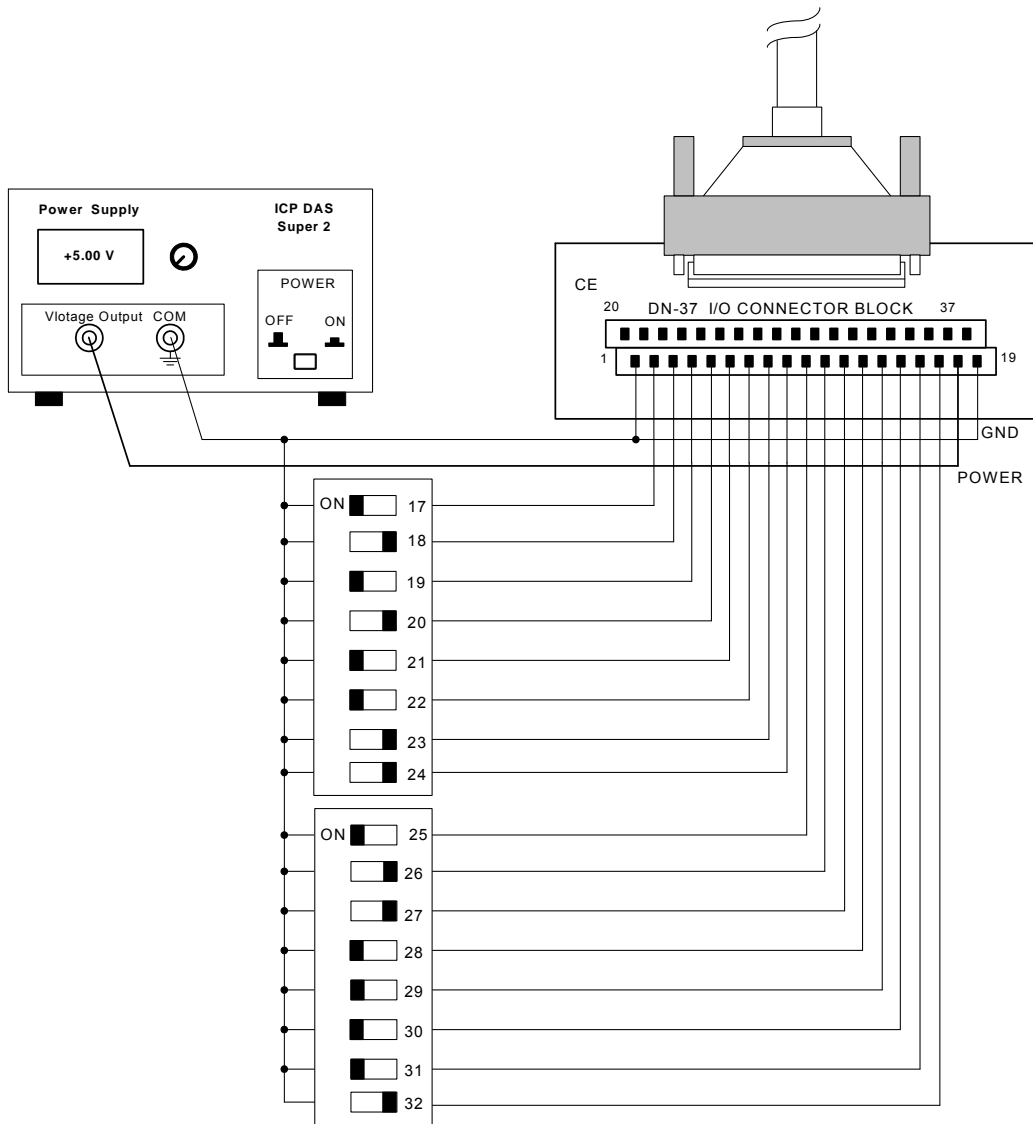 Power Supply
ICP DAS
Super 2
+5.00 V
POWER
OFF
ON
Vlotage Output
COM
CE
20
DN-37 I/O CONNECTOR BLOCK
37
1
19
GND
POWER
ON
17
18
19
20
21
22
23
24
ON
25
26
27
28
29
30
31
32